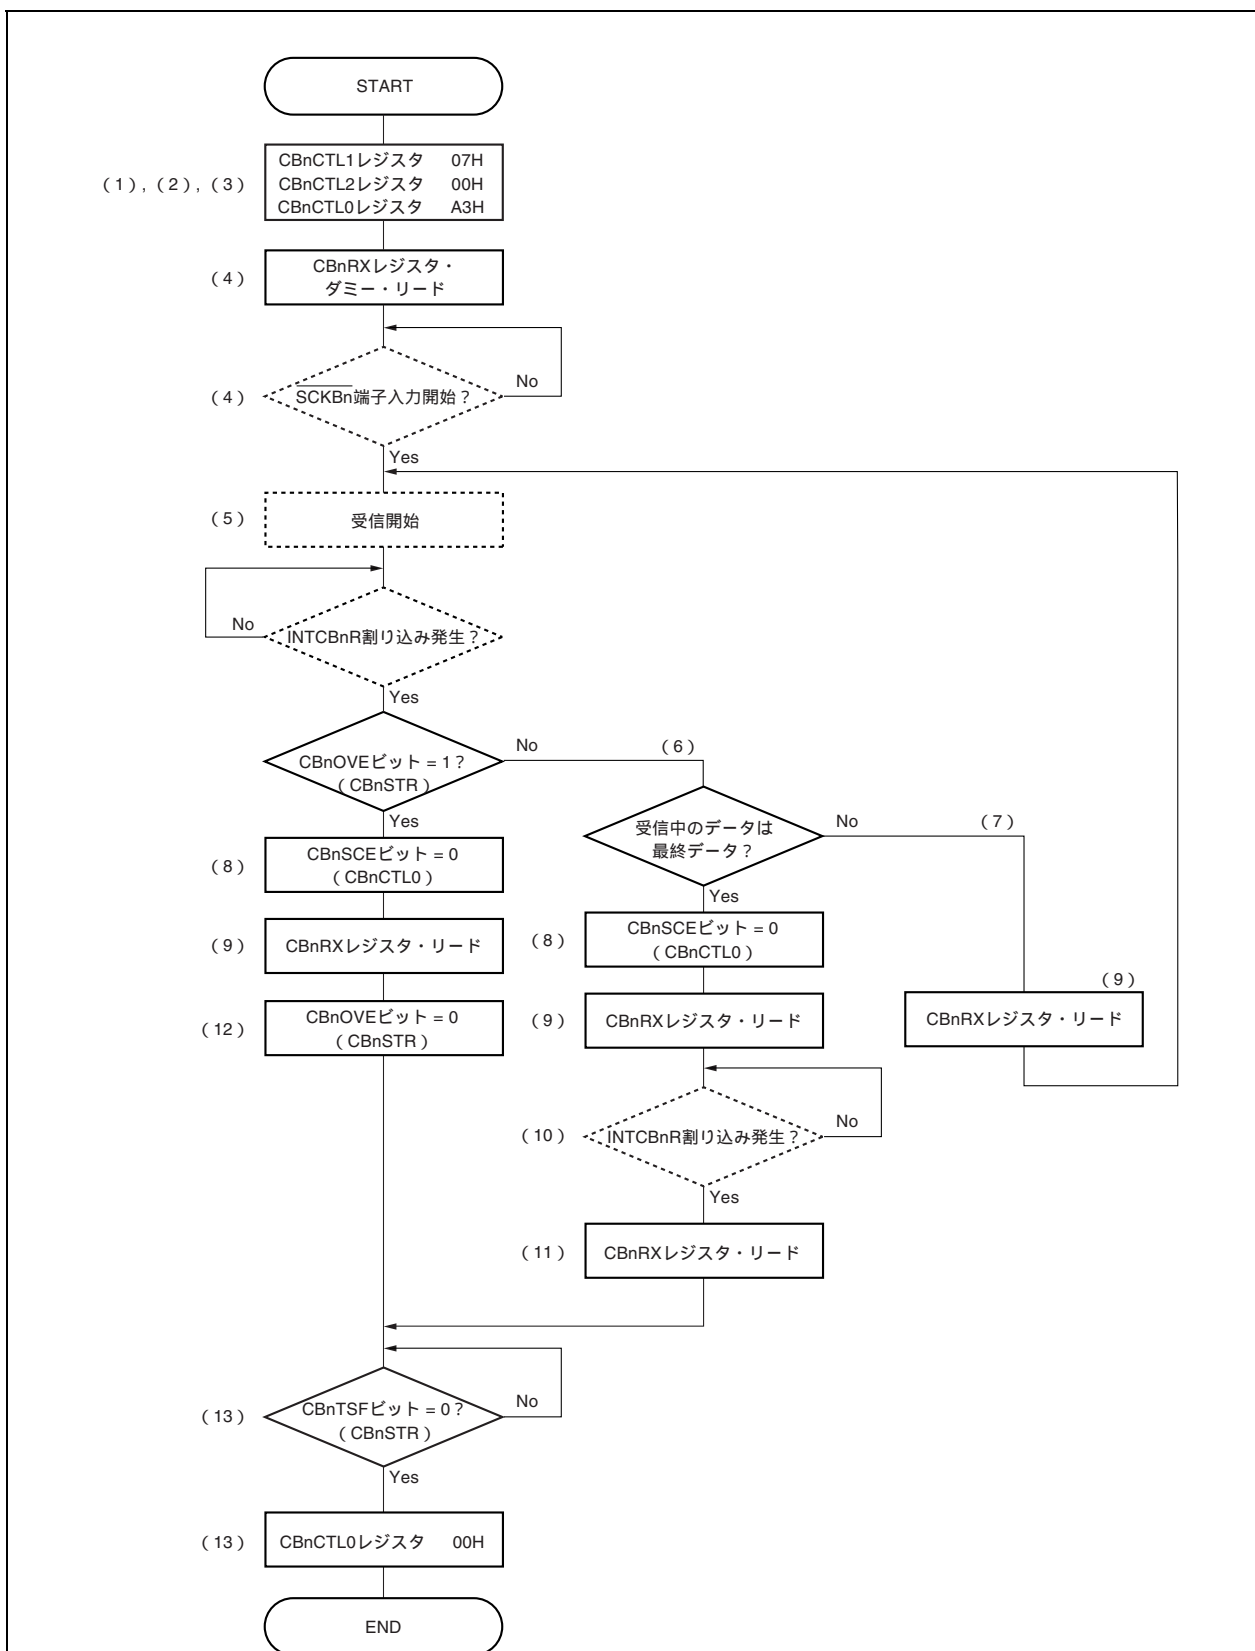 START
(1), (2), (3)
CBnCTL1レジスタ 07H
CBnCTL2レジスタ 00H
CBnCTL0レジスタ A3H
(4)
CBnRXレジスタ・
ダミー・リード
(4)
SCKBn端子入力開始?
No
Yes
(5)
受信開始
No
INTCBnR割り込み発生?
Yes
CBnOVEビット = 1?
(CBnSTR)
No
(6)
Yes
受信中のデータは
最終データ?
No
(7)
Yes
(8)
CBnSCEビット = 0
(CBnCTL0)
(8)
CBnSCEビット = 0
(CBnCTL0)
(9)
CBnRXレジスタ・リード
(9)
CBnRXレジスタ・リード
(9)
CBnRXレジスタ・リード
(12)
CBnOVEビット = 0
(CBnSTR)
(10)
INTCBnR割り込み発生?
No
Yes
(11)
CBnRXレジスタ・リード
(13)
CBnTSFビット = 0?
(CBnSTR)
No
Yes
(13)
CBnCTL0レジスタ 00H
END